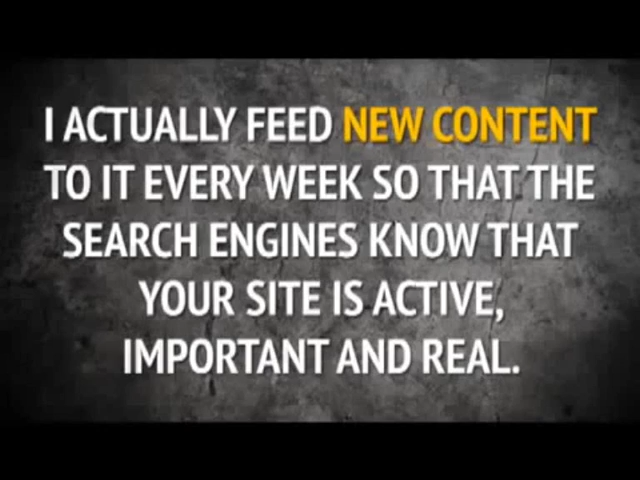 I ACTUALLY FEED NEW CONTENT
TO IT EVERY WEEK SO THAT THE
SEARCH ENGINES KNOW THAT
YOUR SITE IS ACTIVE,
IMPORTANT AND REAL.